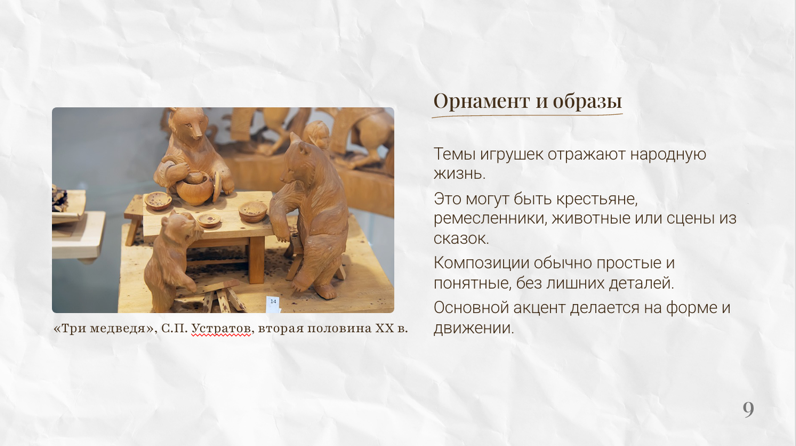 Орнамент и образы
Темы игрушек отражают народную
жизнь.
Это могут быть крестьяне,
ремесленники, животные или сцены из
сказок.
Композиции обычно простые и
понятные, без лишних деталей.
Основной акцент делается на форме и
движении.
14
«Три медведя», С.П. Устратов, вторая половина XX в.
9